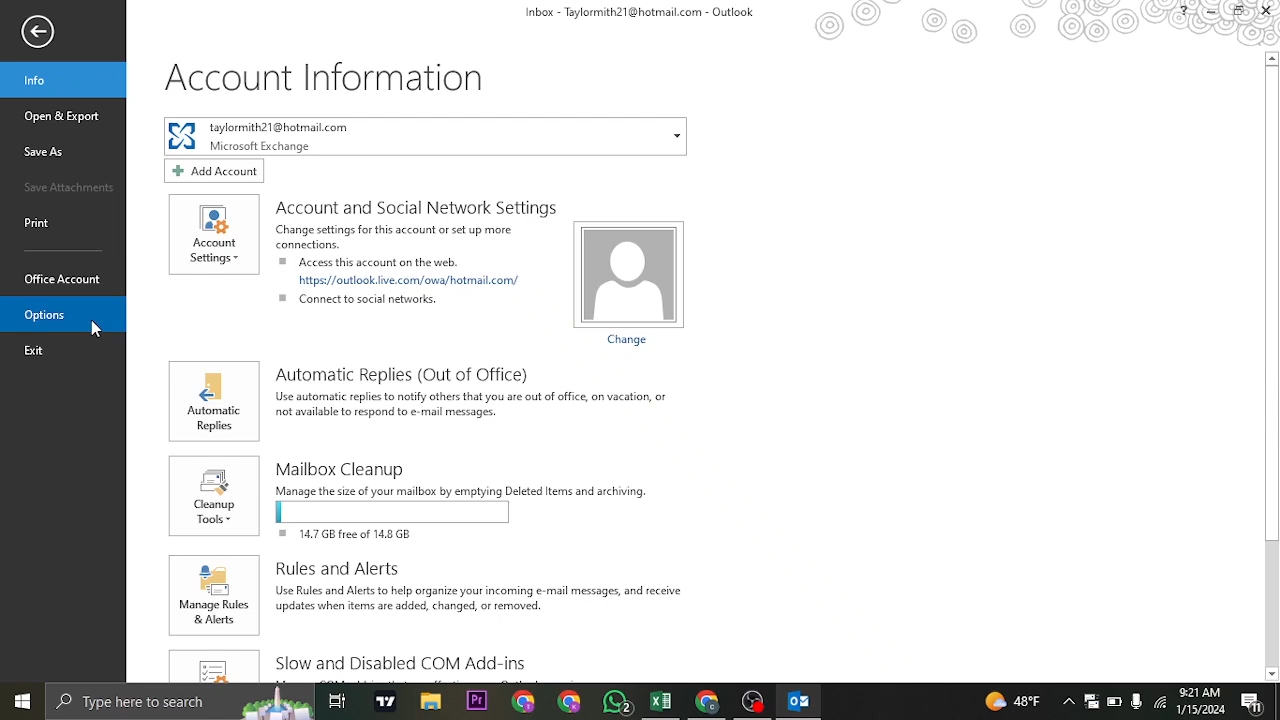 Inbox - Taylormith21@hotmail.com - Outlook
?
Info
Open & Export
Save As
Save Attachments
Print
Office Account
Options
Exit
Account Information
taylormith21@hotmail.com
Microsoft Exchange
Add Account
Account
Settings
Account and Social Network Settings
Change settings for this account or set up more
connections.
Access this account on the web.
https://outlook.live.com/owa/hotmail.com/
Connect to social networks.
Change
Automatic
Replies
Automatic Replies (Out of Office)
Use automatic replies to notify others that you are out of office, on vacation, or
not available to respond to e-mail messages.
Cleanup
Tools
Mailbox Cleanup
Manage the size of your mailbox by emptying Deleted Items and archiving.
14.7 GB free of 14.8 GB
Manage Rules
& Alerts
Rules and Alerts
Use Rules and Alerts to help organize your incoming e-mail messages, and receive
updates when items are added, changed, or removed.
Slow and Disabled COM Add-ins
Type here to search
Pr
2
48°F
9:21 AM
1/15/2024
11